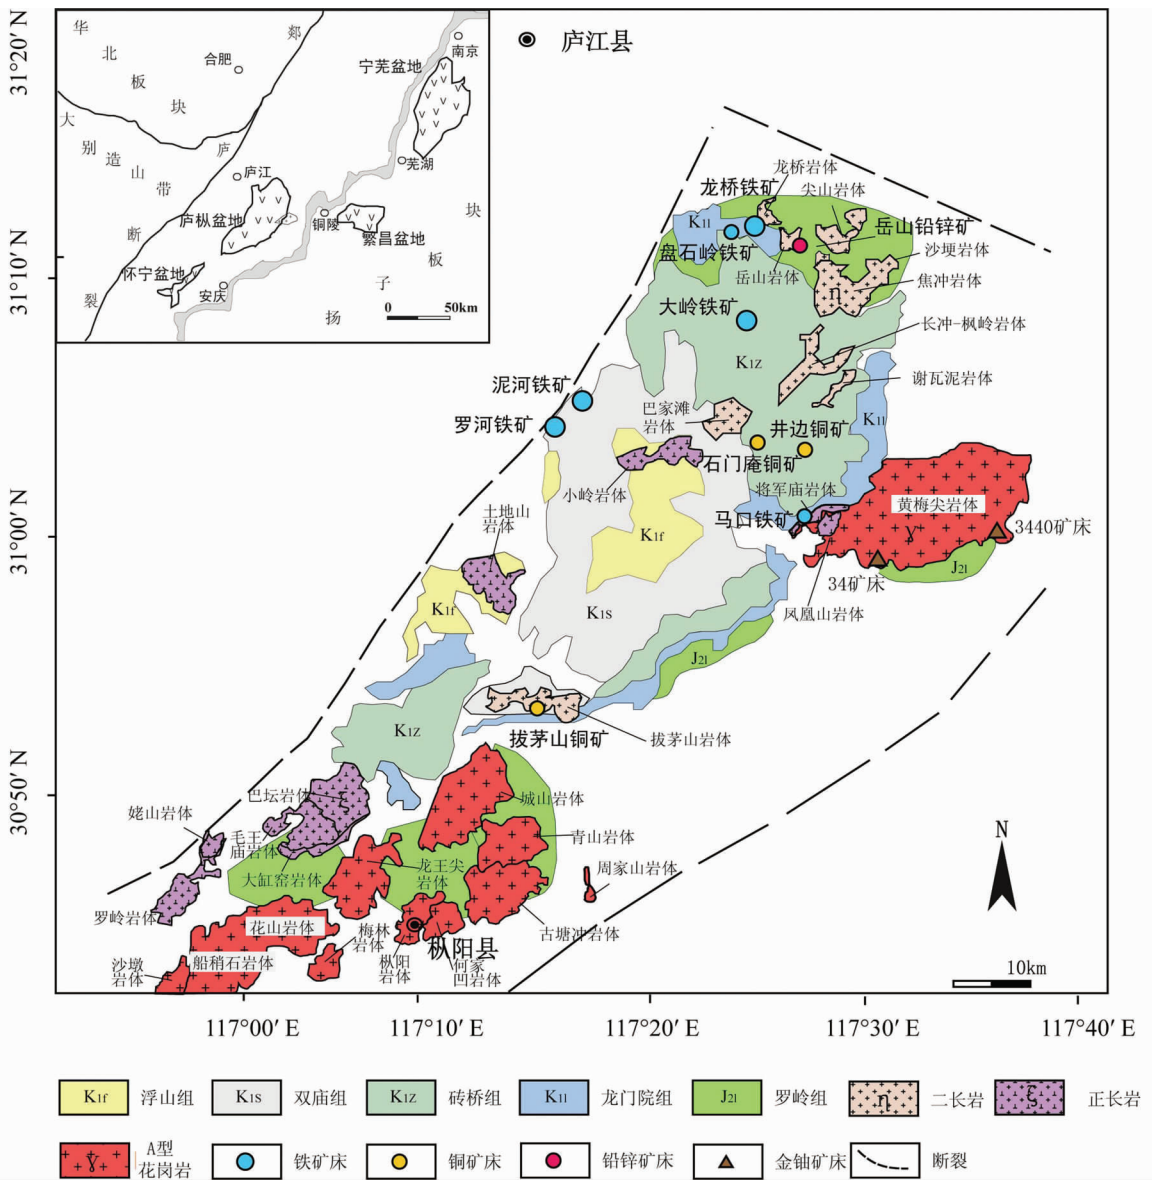 31°20′ N
31°10′ N
31°00′ N
30°50′ N
华
北
板
块
郯
庐
断
裂
大
别
造
山
带
合肥
南京
宁芜盆地
芜湖
庐江
庐枞盆地
铜陵
繁昌盆地
怀宁盆地
安庆
块
板
子
扬
0 50km
庐江县
龙桥岩体
龙桥铁矿
尖山岩体
K1l
岳山铅锌矿
盘石岭铁矿
沙埂岩体
岳山岩体
η
焦冲岩体
大岭铁矿
长冲-枫岭岩体
K1Z
泥河铁矿
谢瓦泥岩体
巴家滩
岩体
罗河铁矿
井边铜矿
K1l
石门庵铜矿
小岭岩体
将军庙岩体
黄梅尖岩体
土地山
岩体
马口铁矿
3440矿床
K1f
γ
34矿床
J2l
K1f
K1S
凤凰山岩体
J2l
K1Z
拔茅山铜矿
拔茅山岩体
巴坛岩体
城山岩体
姥山岩体
毛王
庙岩体
青山岩体
龙王尖
岩体
周家山岩体
大缸窑岩体
罗岭岩体
花山岩体
梅林
岩体
古塘冲岩体
枞阳县
沙墩
岩体
船稍石岩体
枞阳
岩体
何家
凹岩体
N
10km
117°00′ E
117°10′ E
117°20′ E
117°30′ E
117°40′ E
K1f 浮山组
K1S 双庙组
K1Z 砖桥组
K1l 龙门院组
J2l 罗岭组
η 二长岩
ξ 正长岩
γ A型
花岗岩
铁矿床
铜矿床
铅锌矿床
金铀矿床
断裂